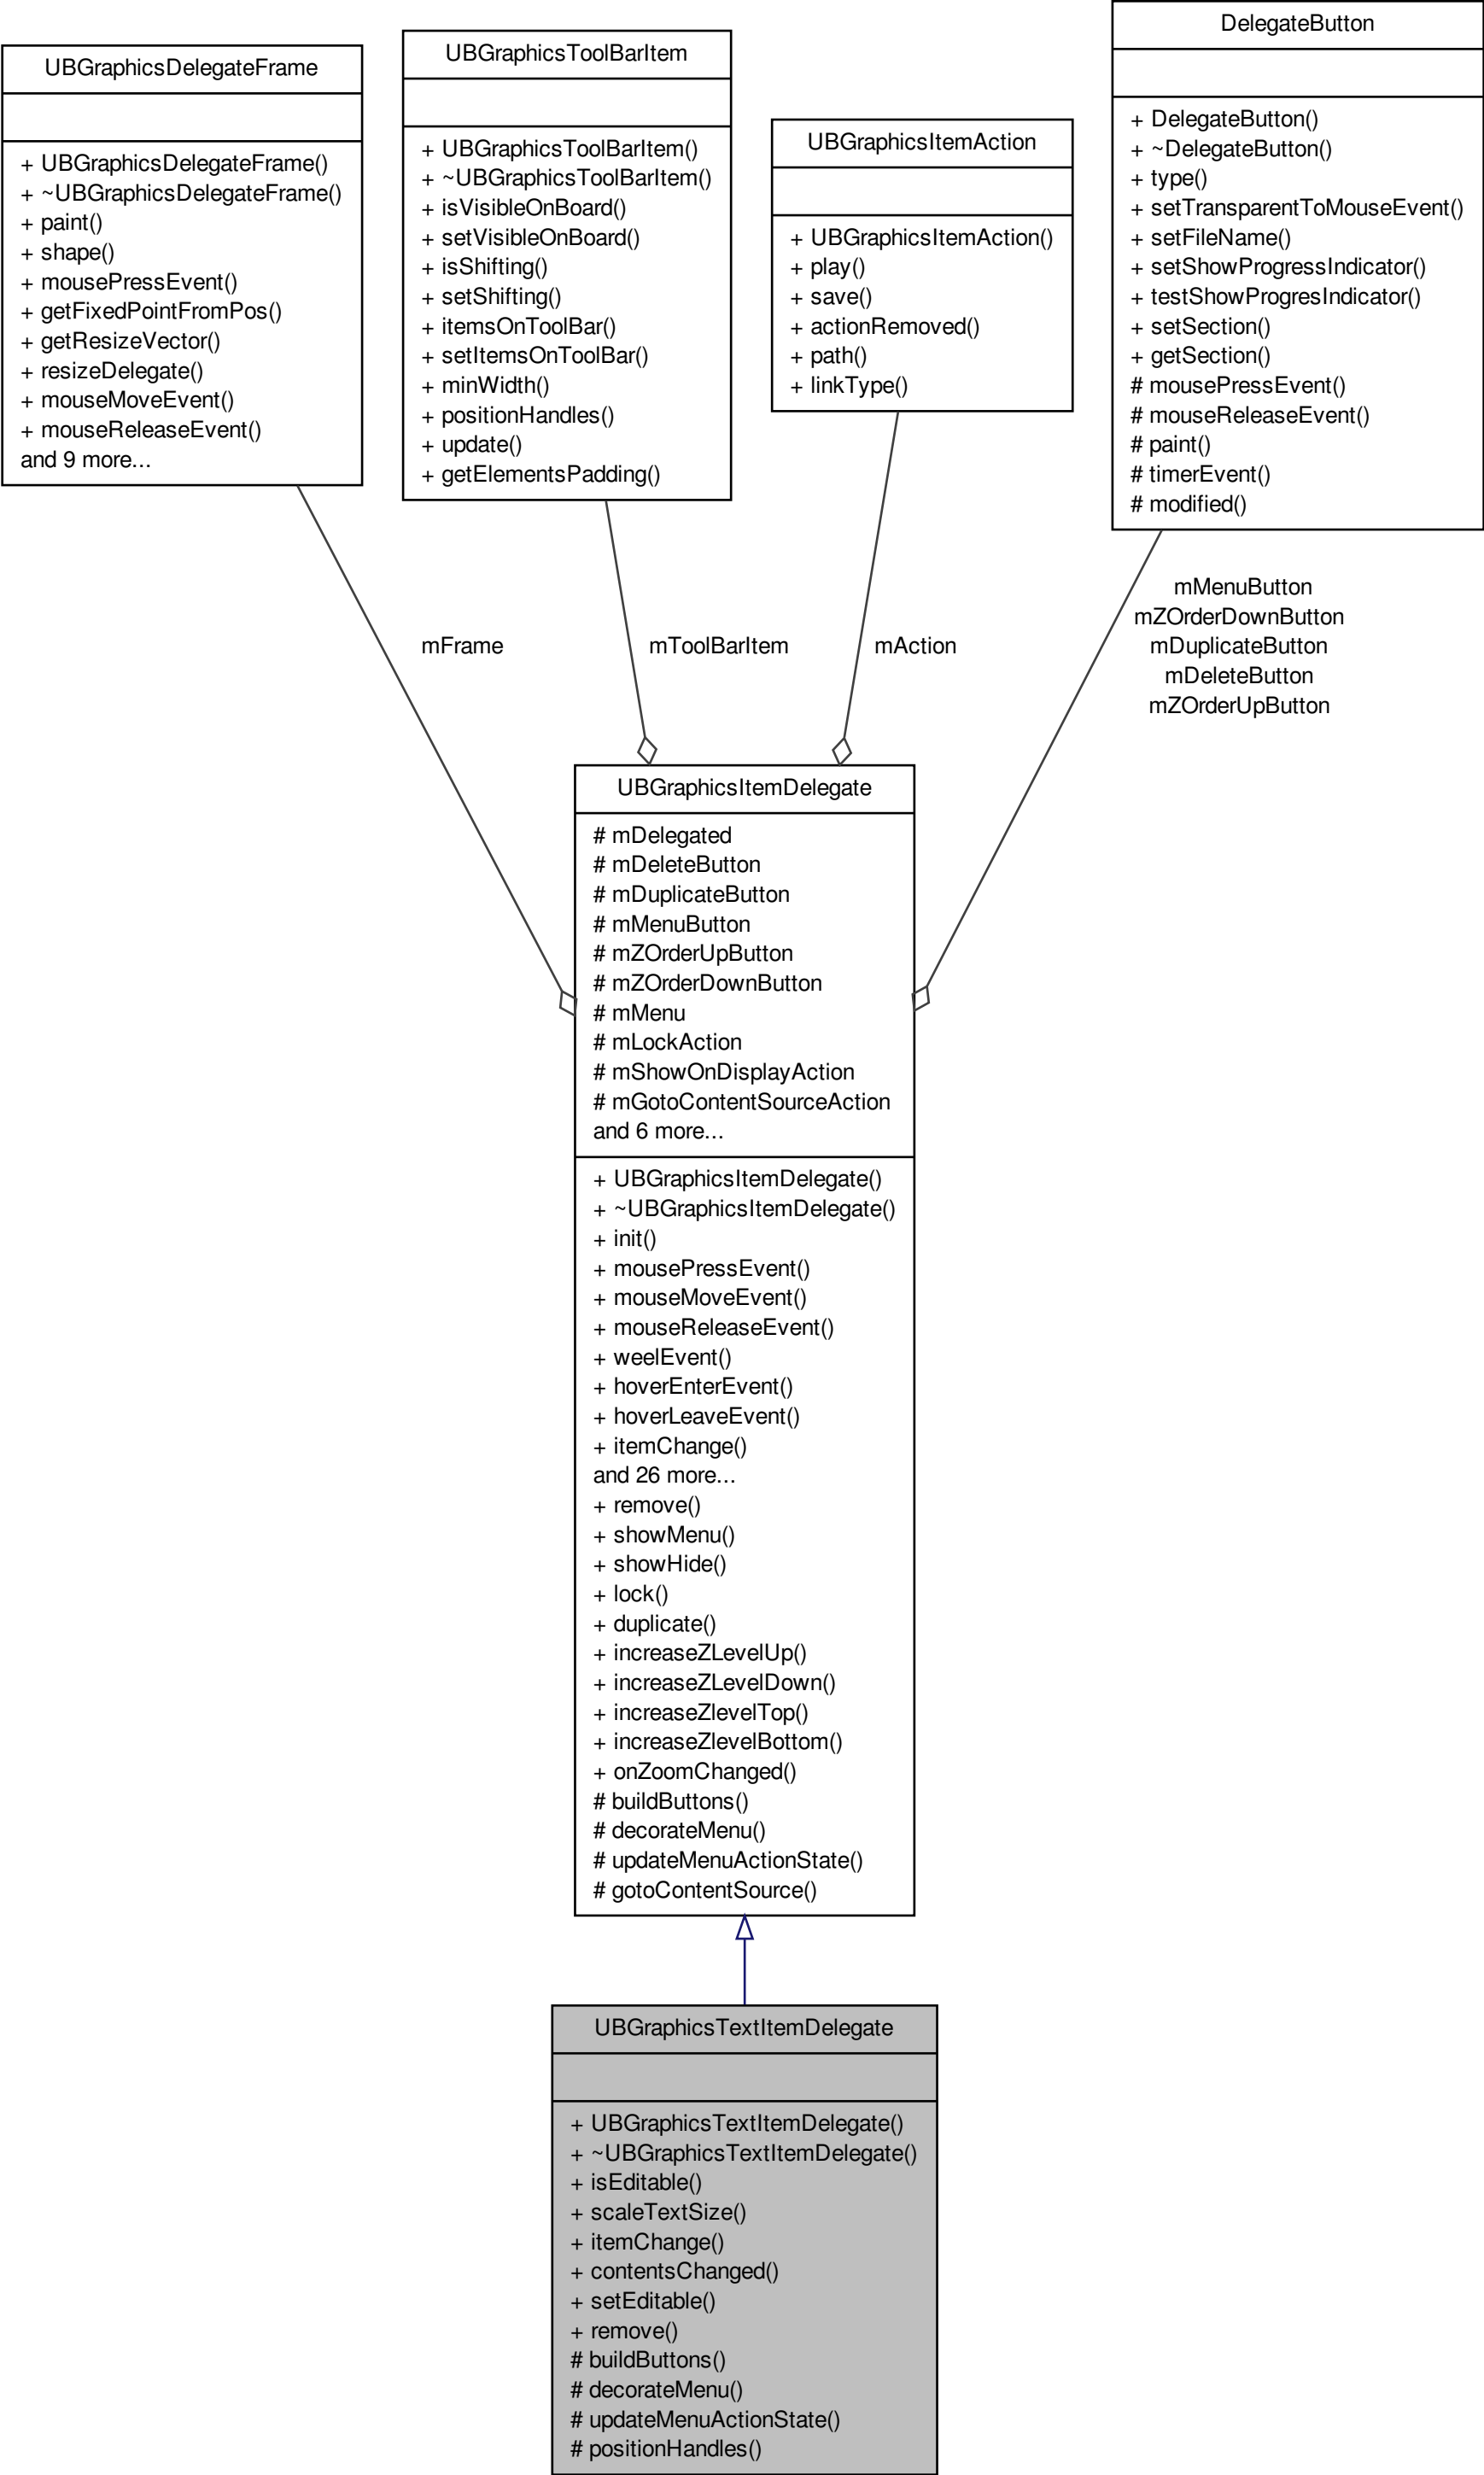 UBGraphicsDelegateFrame
+ UBGraphicsDelegateFrame()
+ ~UBGraphicsDelegateFrame()
+ paint()
+ shape()
+ mousePressEvent()
+ getFixedPointFromPos()
+ getResizeVector()
+ resizeDelegate()
+ mouseMoveEvent()
+ mouseReleaseEvent()
and 9 more...
UBGraphicsToolBarItem
+ UBGraphicsToolBarItem()
+ ~UBGraphicsToolBarItem()
+ isVisibleOnBoard()
+ setVisibleOnBoard()
+ isShifting()
+ setShifting()
+ itemsOnToolBar()
+ setItemsOnToolBar()
+ minWidth()
+ positionHandles()
+ update()
+ getElementsPadding()
UBGraphicsItemAction
+ UBGraphicsItemAction()
+ play()
+ save()
+ actionRemoved()
+ path()
+ linkType()
DelegateButton
+ DelegateButton()
+ ~DelegateButton()
+ type()
+ setTransparentToMouseEvent()
+ setFileName()
+ setShowProgressIndicator()
+ testShowProgresIndicator()
+ setSection()
+ getSection()
# mousePressEvent()
# mouseReleaseEvent()
# paint()
# timerEvent()
# modified()
mFrame
mToolBarItem
mAction
mMenuButton
mZOrderDownButton
mDuplicateButton
mDeleteButton
mZOrderUpButton
UBGraphicsItemDelegate
# mDelegated
# mDeleteButton
# mDuplicateButton
# mMenuButton
# mZOrderUpButton
# mZOrderDownButton
# mMenu
# mLockAction
# mShowOnDisplayAction
# mGotoContentSourceAction
and 6 more...
+ UBGraphicsItemDelegate()
+ ~UBGraphicsItemDelegate()
+ init()
+ mousePressEvent()
+ mouseMoveEvent()
+ mouseReleaseEvent()
+ weelEvent()
+ hoverEnterEvent()
+ hoverLeaveEvent()
+ itemChange()
and 26 more...
+ remove()
+ showMenu()
+ showHide()
+ lock()
+ duplicate()
+ increaseZLevelUp()
+ increaseZLevelDown()
+ increaseZlevelTop()
+ increaseZlevelBottom()
+ onZoomChanged()
# buildButtons()
# decorateMenu()
# updateMenuActionState()
# gotoContentSource()
UBGraphicsTextItemDelegate
+ UBGraphicsTextItemDelegate()
+ ~UBGraphicsTextItemDelegate()
+ isEditable()
+ scaleTextSize()
+ itemChange()
+ contentsChanged()
+ setEditable()
+ remove()
# buildButtons()
# decorateMenu()
# updateMenuActionState()
# positionHandles()